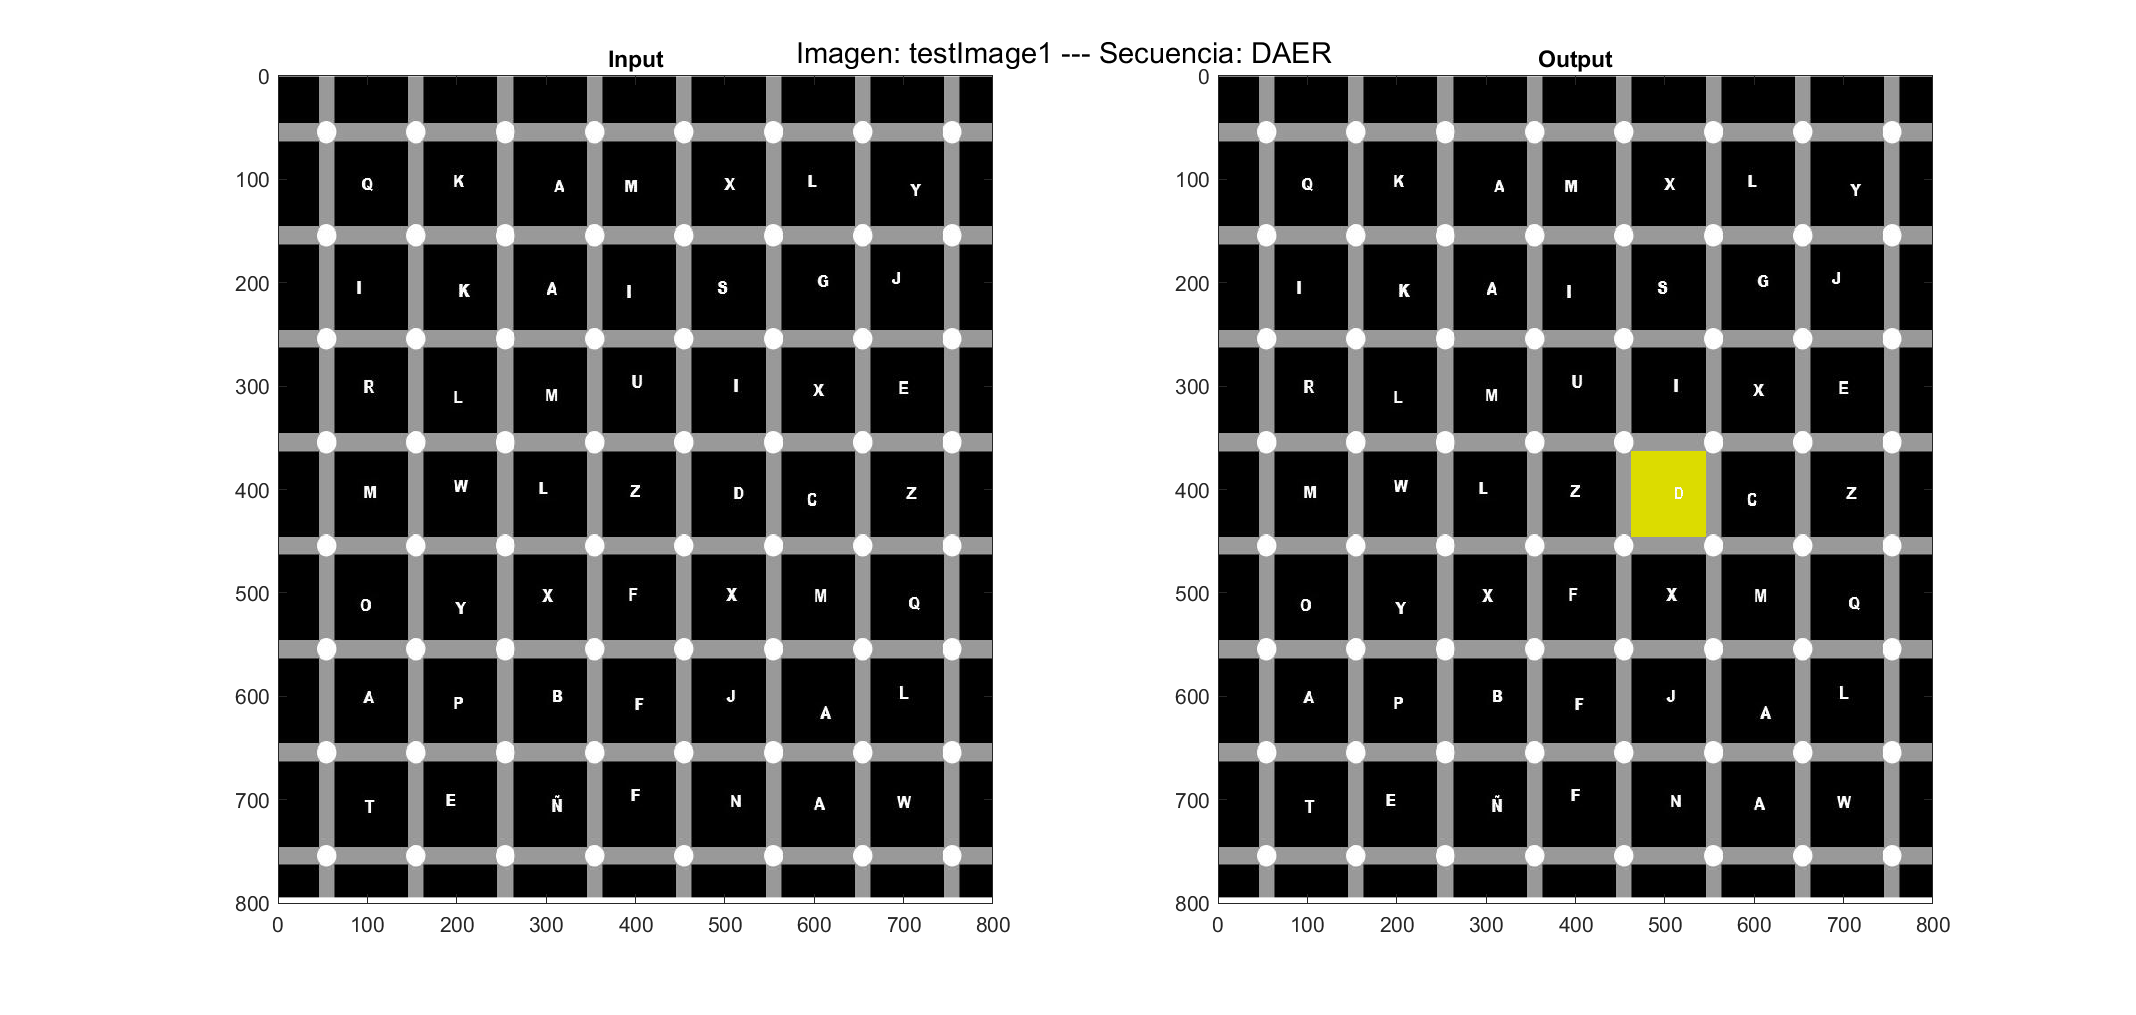 Imagen: testImage1 --- Secuencia: DAER
Input
0
100
200
300
400
500
600
700
800
Q K A M X L Y
I K A I S G J
R L M U I X E
M W L Z D C Z
O Y X F X M Q
A P B F J A L
T E Ñ F N A W
0 100 200 300 400 500 600 700 800
Output
0
100
200
300
400
500
600
700
800
Q K A M X L Y
I K A I S G J
R L M U I X E
M W L Z D C Z
O Y X F X M Q
A P B F J A L
T E Ñ F N A W
0 100 200 300 400 500 600 700 800